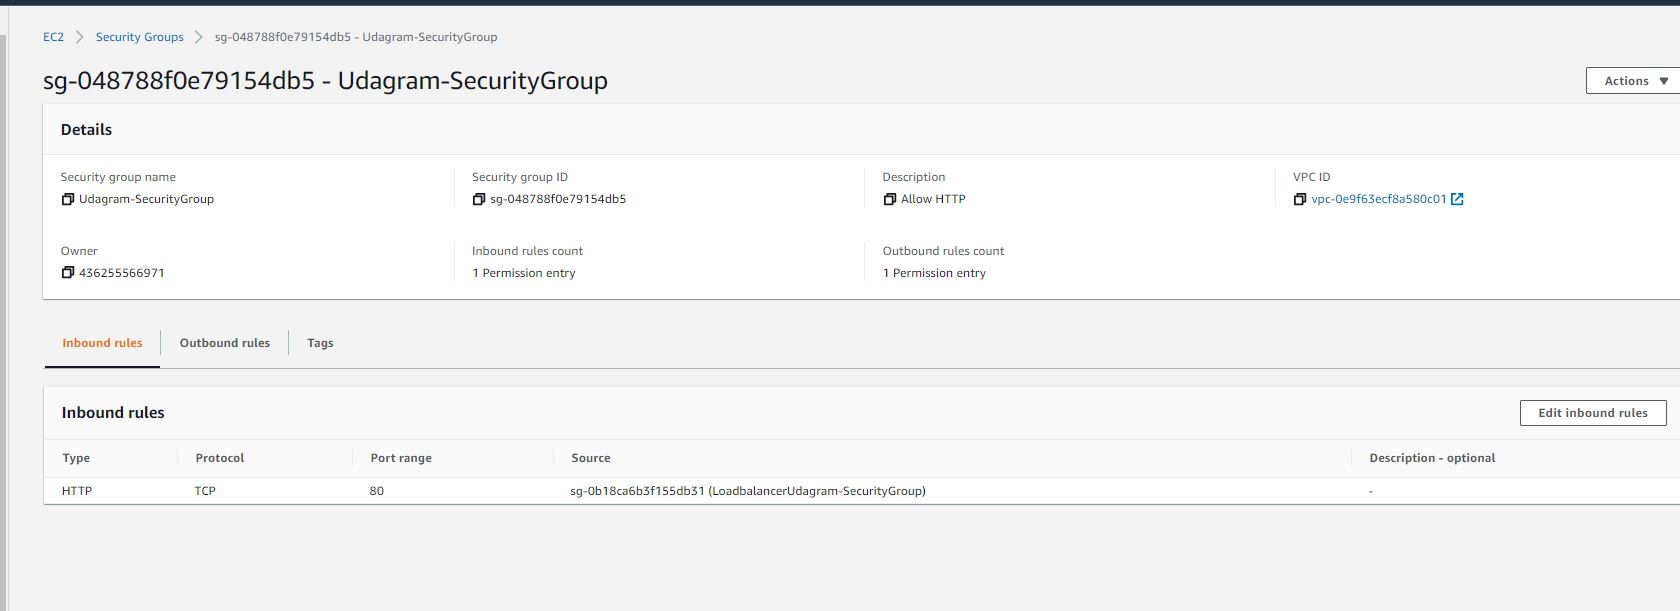 EC2 > Security Groups > sg-048788f0e79154db5 - Udagram-SecurityGroup
sg-048788f0e79154db5 - Udagram-SecurityGroup
Actions
Details
Security group name Security group ID Description VPC ID
Udagram-SecurityGroup sg-048788f0e79154db5 Allow HTTP vpc-0e9f63ecf8a580c01
Owner Inbound rules count Outbound rules count
436255566971 1 Permission entry 1 Permission entry
Inbound rules Outbound rules Tags
Inbound rules Edit inbound rules
Type Protocol Port range Source Description - optional
HTTP TCP 80 sg-0b18ca6b3f155db31 (LoadbalancerUdagram-SecurityGroup) -